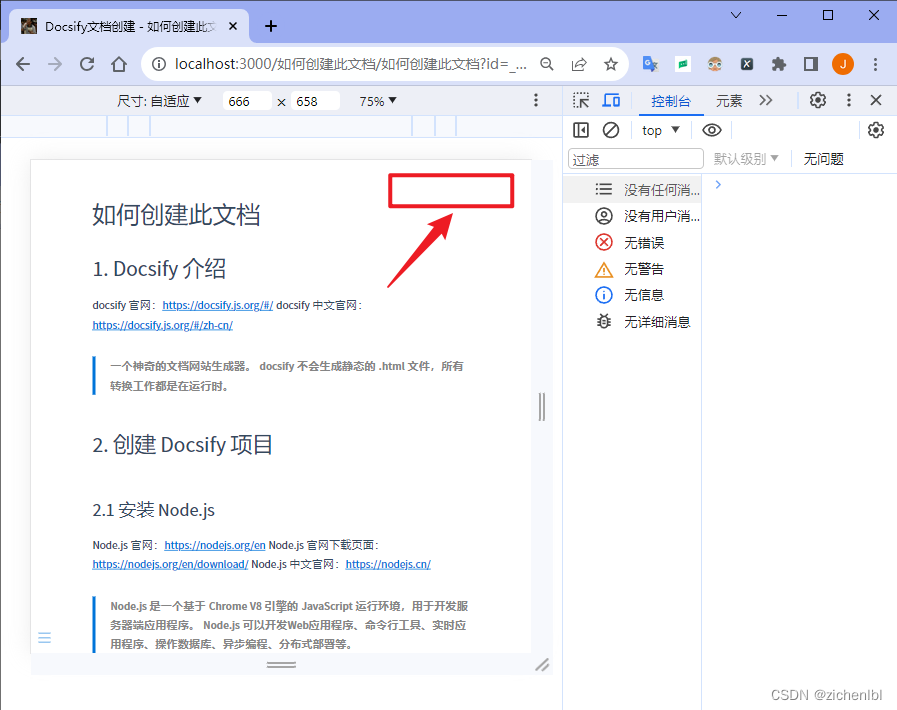 Docsify文档创建 - 如何创建此文
localhost:3000/如何创建此文档/如何创建此文档?id=_...
J
尺寸: 自适应 ▼ 666 × 658 75% ▼
控制台 元素
top ▼
过滤 默认级别 ▼ 无问题
没有任何消...
没有用户消...
无错误
无警告
无信息
无详细消息
如何创建此文档
1. Docsify 介绍
docsify 官网：https://docsify.js.org/#/ docsify 中文官网：
https://docsify.js.org/#/zh-cn/
一个神奇的文档网站生成器。 docsify 不会生成静态的 .html 文件，所有
转换工作都是在运行时。
2. 创建 Docsify 项目
2.1 安装 Node.js
Node.js 官网：https://nodejs.org/en Node.js 官网下载页面：
https://nodejs.org/en/download/ Node.js 中文官网：https://nodejs.cn/
Node.js 是一个基于 Chrome V8 引擎的 JavaScript 运行环境，用于开发服
务器端应用程序。 Node.js 可以开发Web应用程序、命令行工具、实时应
用程序、操作数据库、异步编程、分布式部署等。
CSDN @zichenlbl